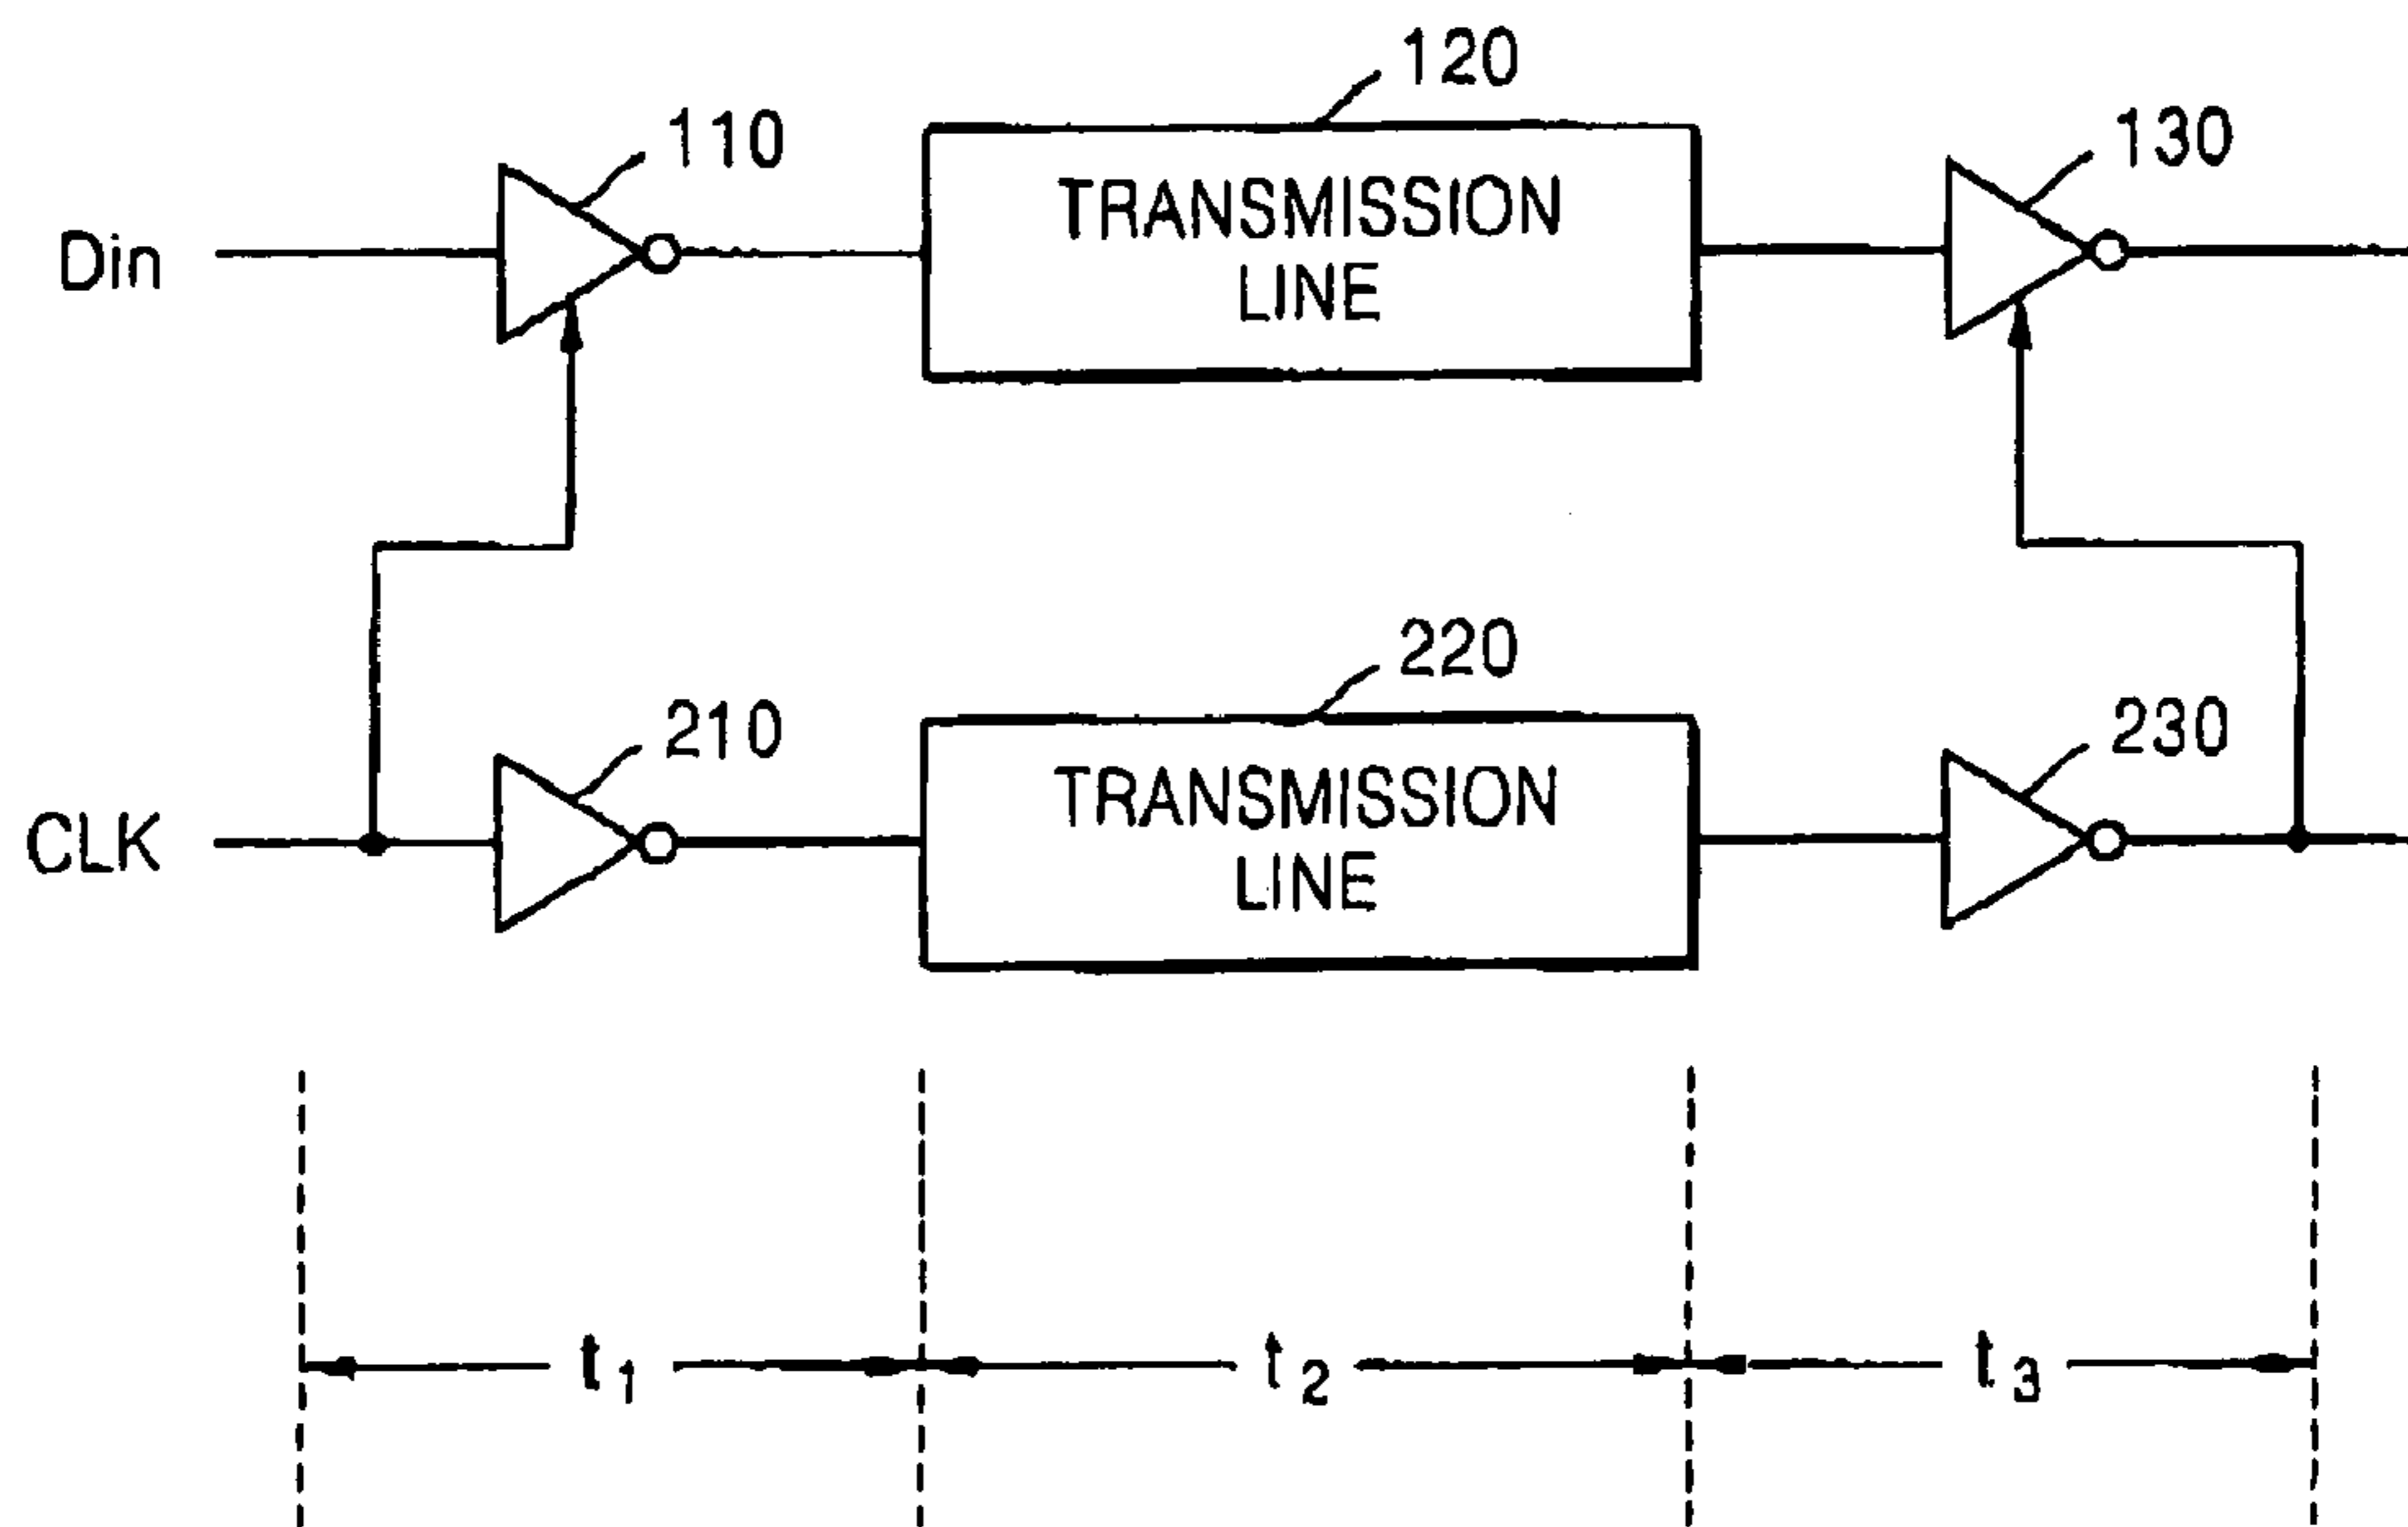 120
110
130
Din
TRANSMISSION
LINE
220
210
230
CLK
TRANSMISSION
LINE
t1
t2
t3